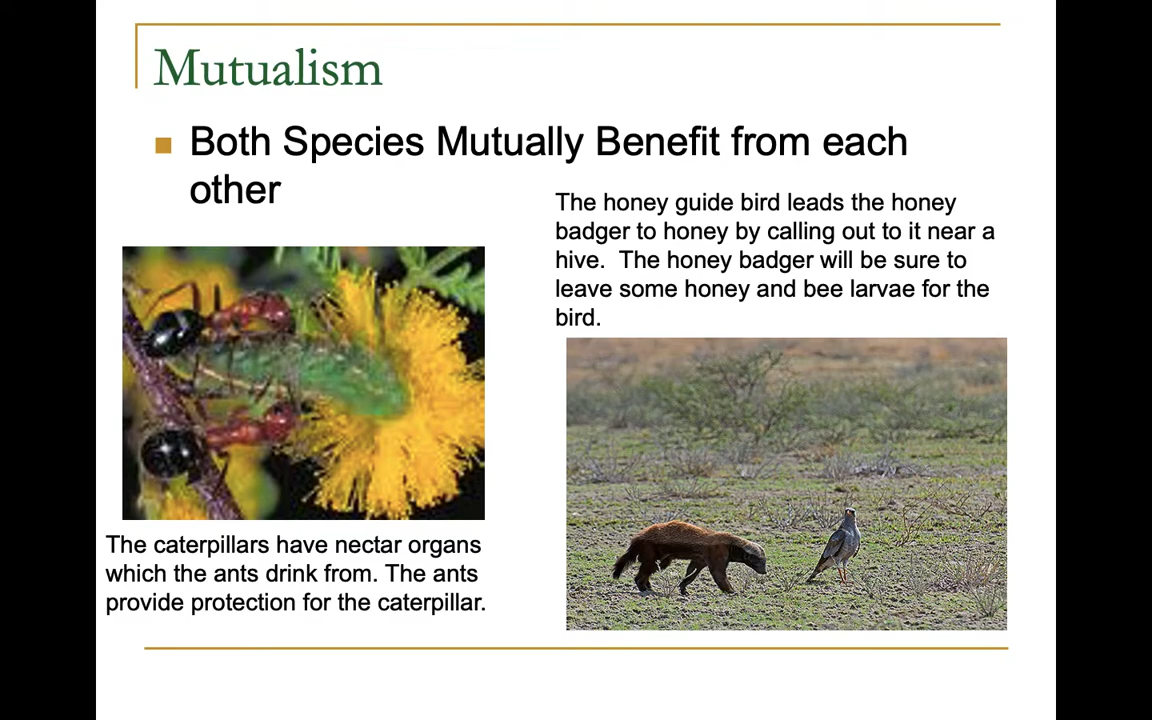 Mutualism
Both Species Mutually Benefit from each
other
The honey guide bird leads the honey
badger to honey by calling out to it near a
hive.  The honey badger will be sure to
leave some honey and bee larvae for the
bird.
The caterpillars have nectar organs
which the ants drink from. The ants
provide protection for the caterpillar.